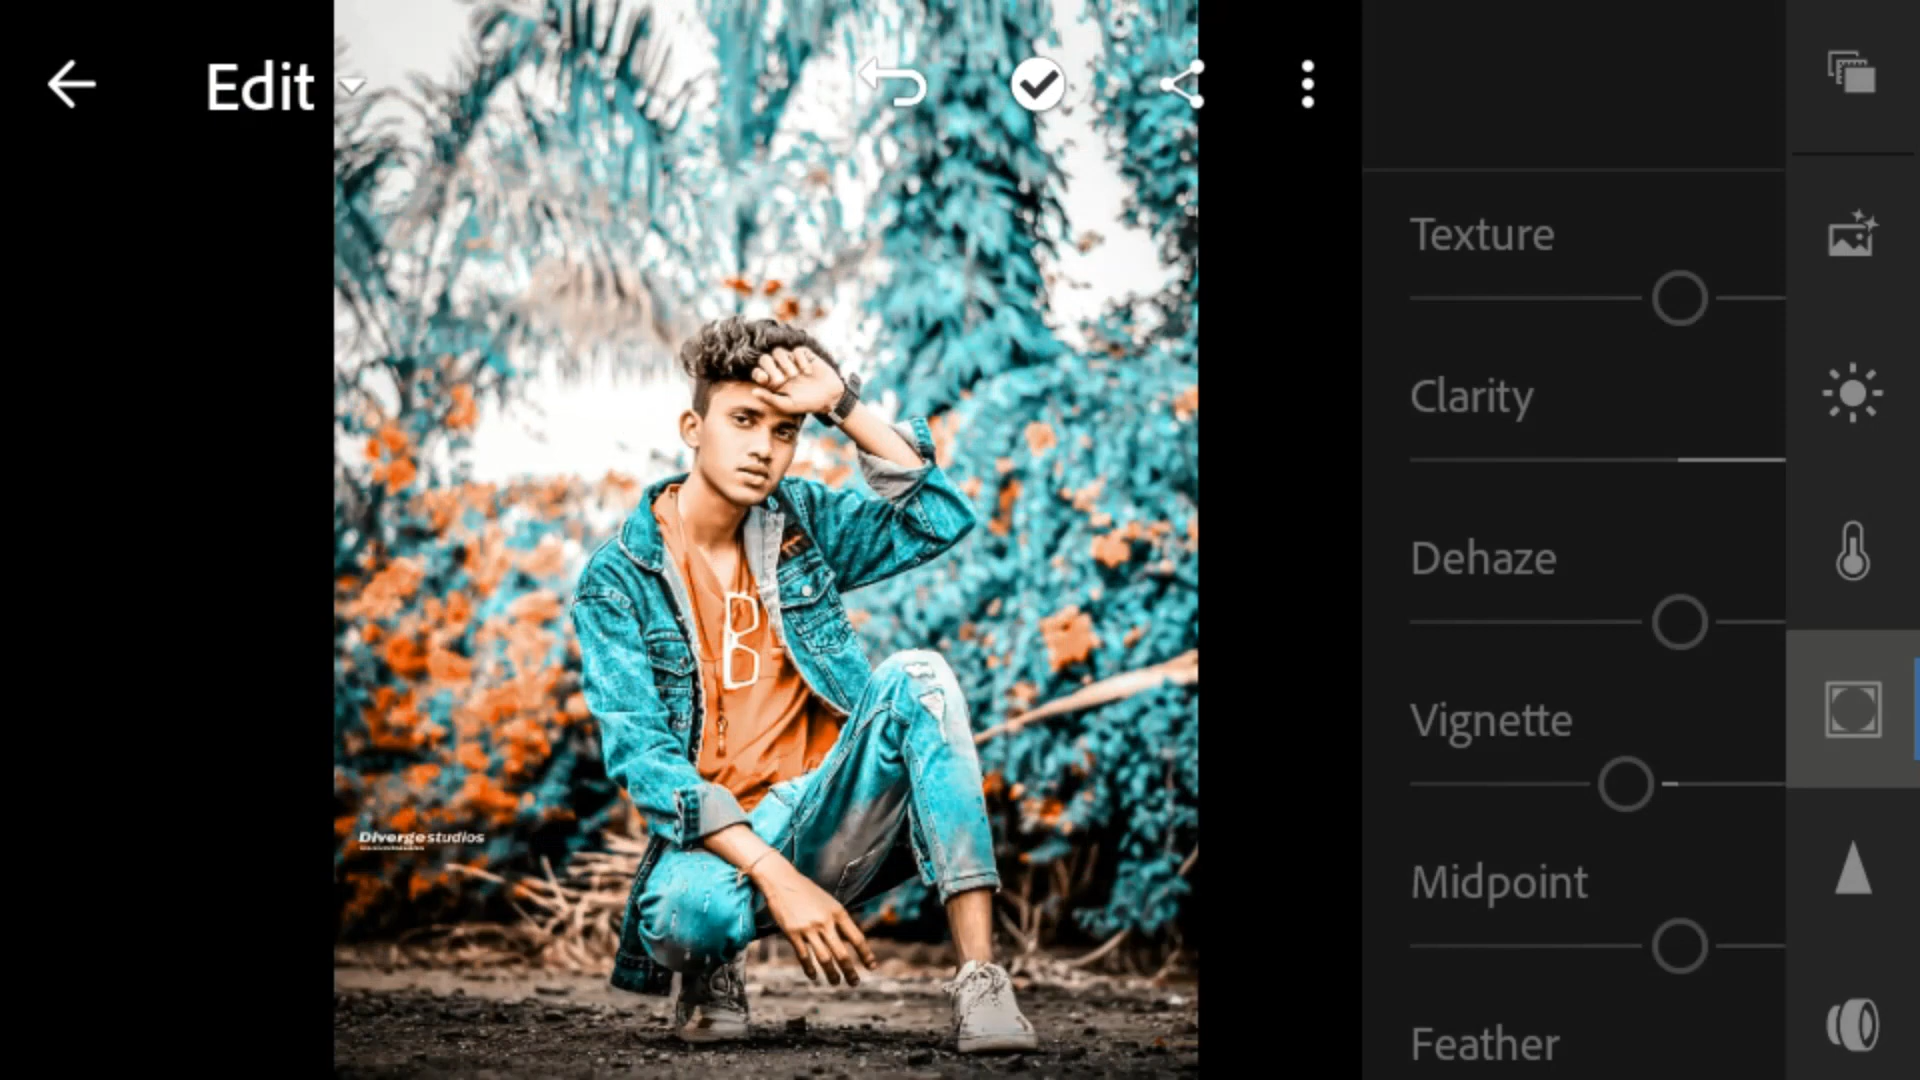 Edit
Texture
Clarity
Dehaze
Vignette
Midpoint
Feather
Divergestudios